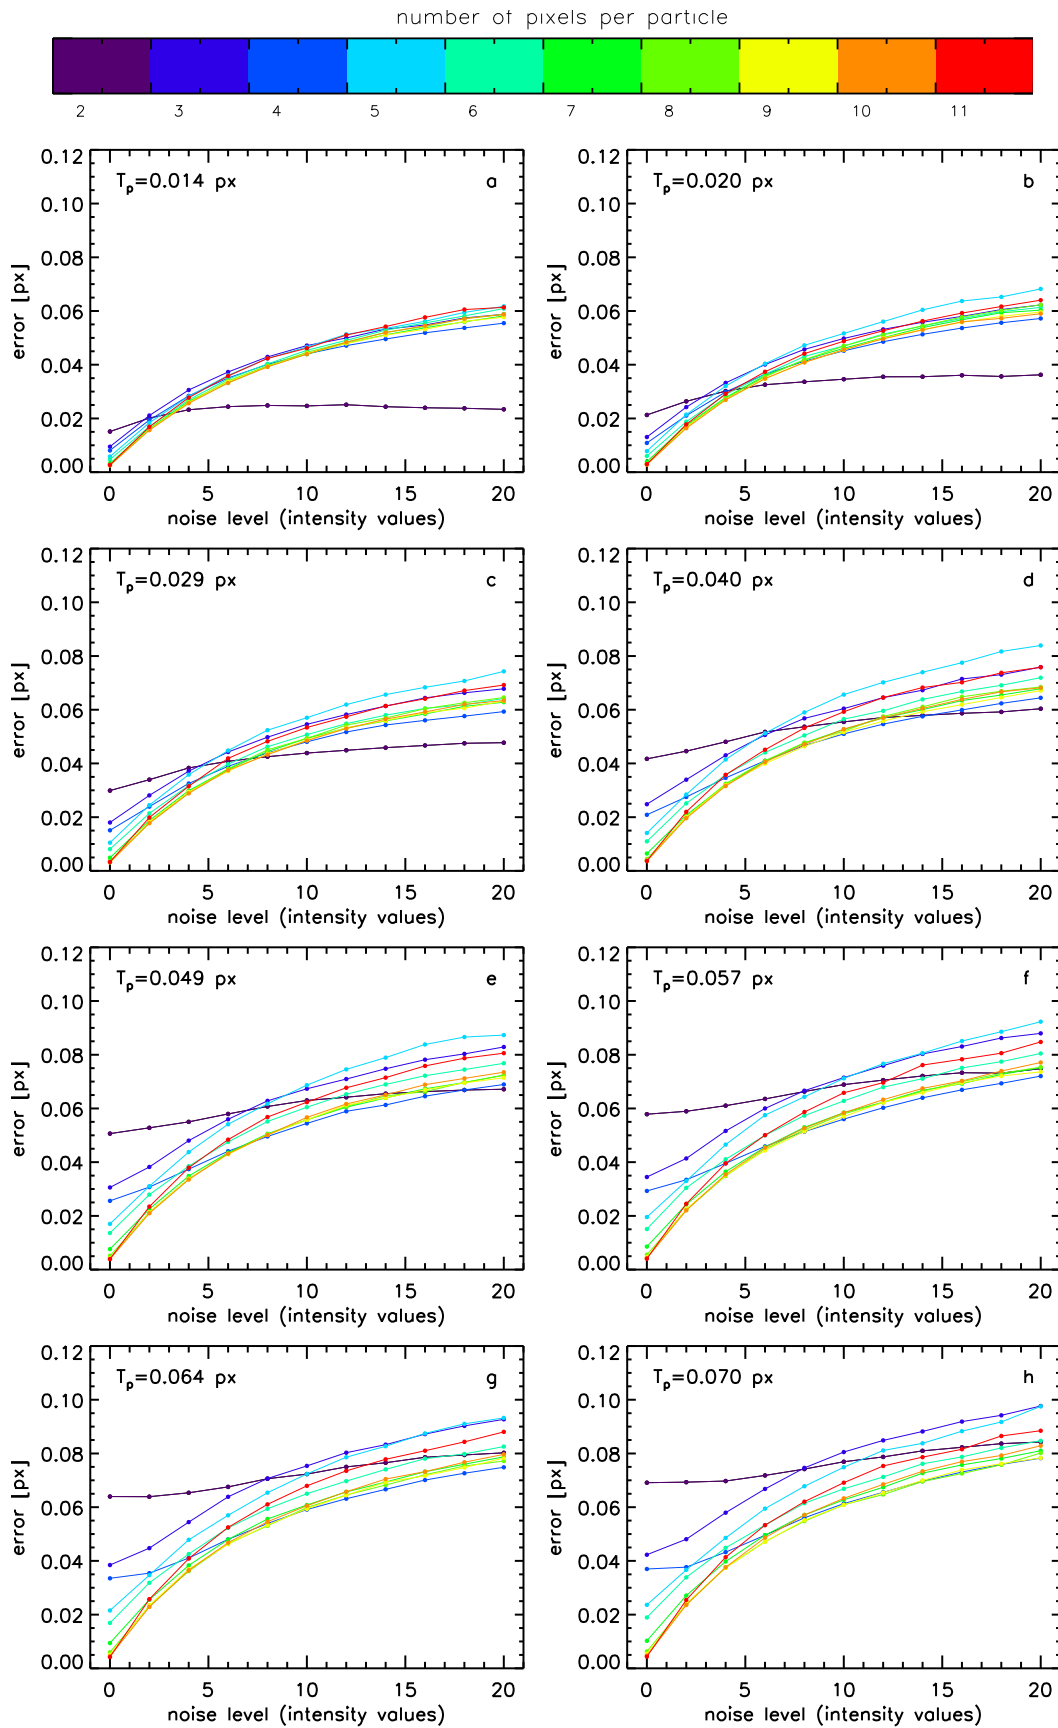 number of pixels per particle
2 3 4 5 6 7 8 9 10 11
T_p=0.014 px a
0.12
0.10
0.08
0.06
0.04
0.02
0.00
error [px]
0 5 10 15 20
noise level (intensity values)
T_p=0.020 px b
0.12
0.10
0.08
0.06
0.04
0.02
0.00
error [px]
0 5 10 15 20
noise level (intensity values)
T_p=0.029 px c
0.12
0.10
0.08
0.06
0.04
0.02
0.00
error [px]
0 5 10 15 20
noise level (intensity values)
T_p=0.040 px d
0.12
0.10
0.08
0.06
0.04
0.02
0.00
error [px]
0 5 10 15 20
noise level (intensity values)
T_p=0.049 px e
0.12
0.10
0.08
0.06
0.04
0.02
0.00
error [px]
0 5 10 15 20
noise level (intensity values)
T_p=0.057 px f
0.12
0.10
0.08
0.06
0.04
0.02
0.00
error [px]
0 5 10 15 20
noise level (intensity values)
T_p=0.064 px g
0.12
0.10
0.08
0.06
0.04
0.02
0.00
error [px]
0 5 10 15 20
noise level (intensity values)
T_p=0.070 px h
0.12
0.10
0.08
0.06
0.04
0.02
0.00
error [px]
0 5 10 15 20
noise level (intensity values)